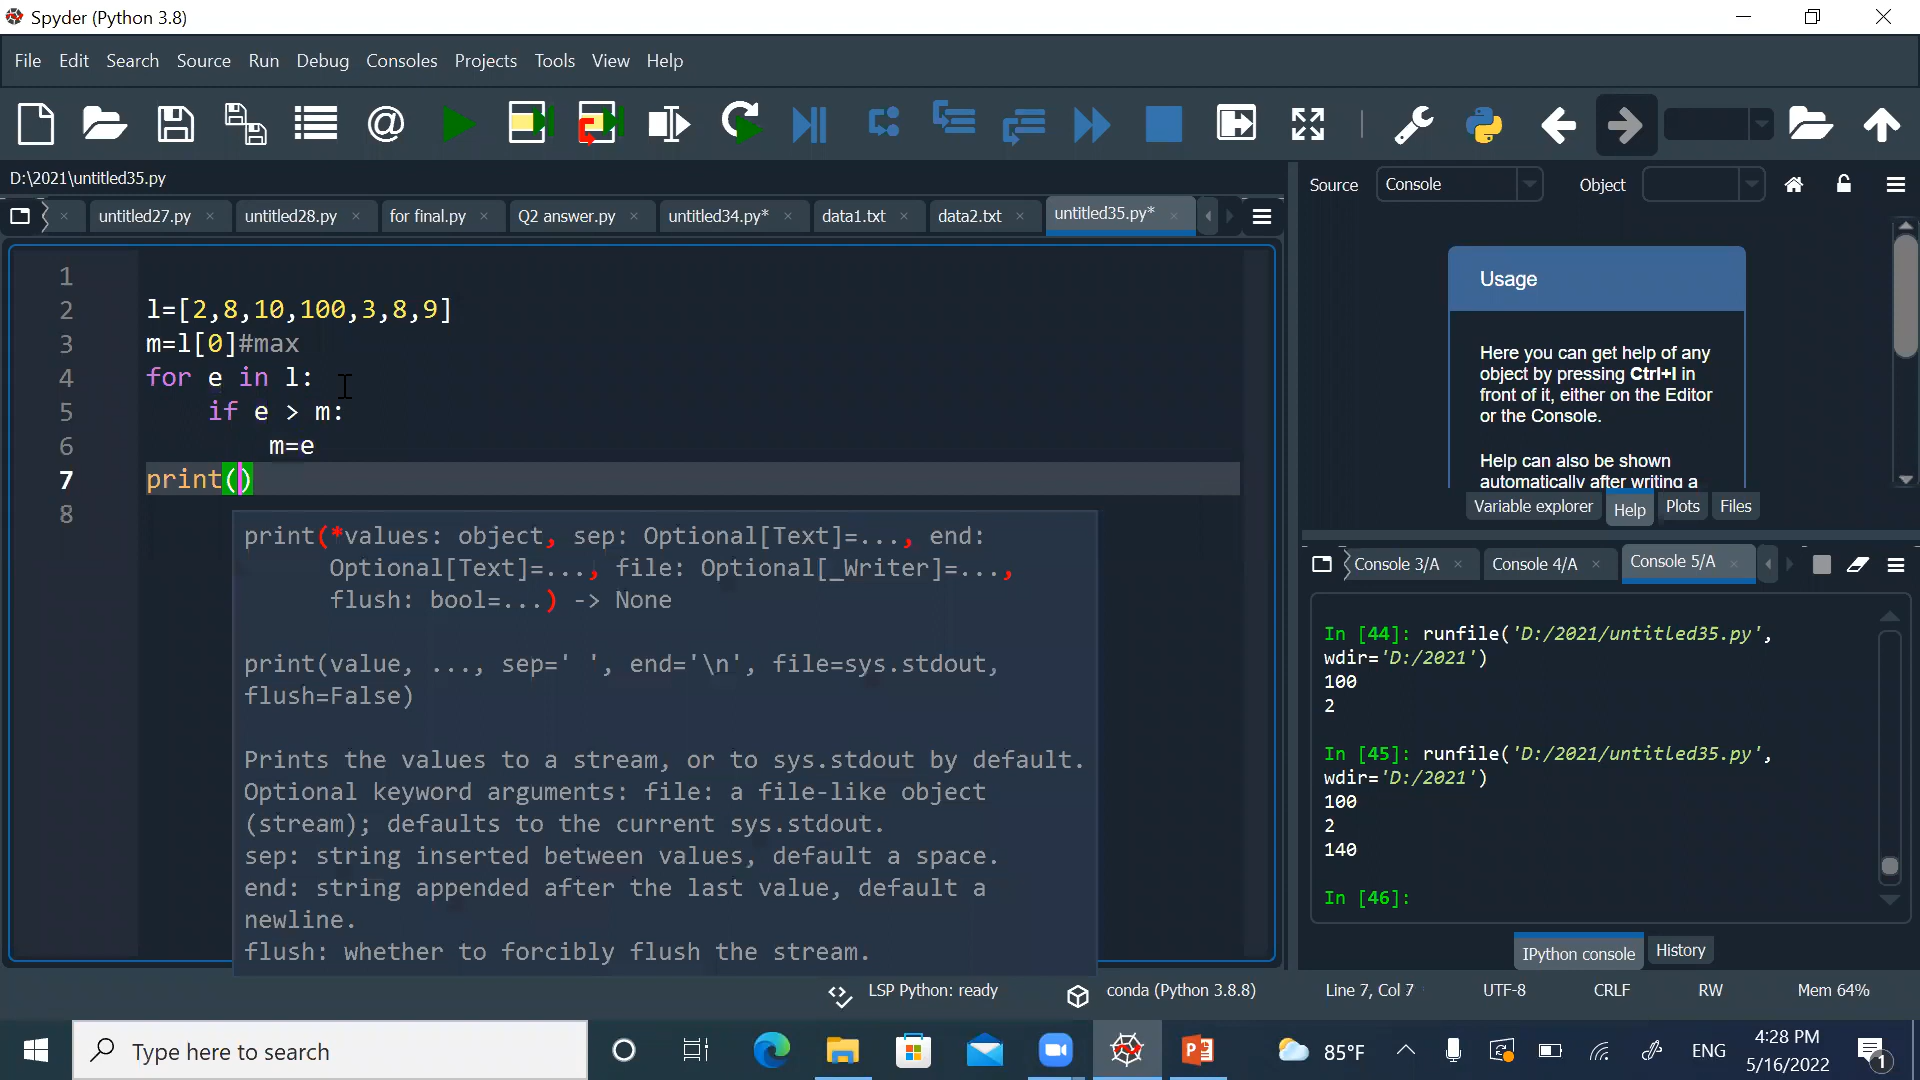 Spyder (Python 3.8)
File Edit Search Source Run Debug Consoles Projects Tools View Help
D:\2021\untitled35.py
untitled27.py untitled28.py for final.py Q2 answer.py untitled34.py* data1.txt data2.txt untitled35.py*
1
2 l=[2,8,10,100,3,8,9]
3 m=l[0]#max
4 for e in l:
5 if e > m:
6 m=e
7 print()
8
print(*values: object, sep: Optional[Text]=..., end:
Optional[Text]=..., file: Optional[_Writer]=...,
flush: bool=...) -> None
print(value, ..., sep=' ', end='\n', file=sys.stdout,
flush=False)
Prints the values to a stream, or to sys.stdout by default.
Optional keyword arguments: file: a file-like object
(stream); defaults to the current sys.stdout.
sep: string inserted between values, default a space.
end: string appended after the last value, default a
newline.
flush: whether to forcibly flush the stream.
Source Console Object
Usage
Here you can get help of any
object by pressing Ctrl+I in
front of it, either on the Editor
or the Console.
Help can also be shown
automatically after writing a
Variable explorer Help Plots Files
Console 3/A Console 4/A Console 5/A
In [44]: runfile('D:/2021/untitled35.py',
wdir='D:/2021')
100
2
In [45]: runfile('D:/2021/untitled35.py',
wdir='D:/2021')
100
2
140
In [46]:
IPython console History
LSP Python: ready conda (Python 3.8.8) Line 7, Col 7 UTF-8 CRLF RW Mem 64%
Type here to search
85°F ENG
4:28 PM
5/16/2022
1